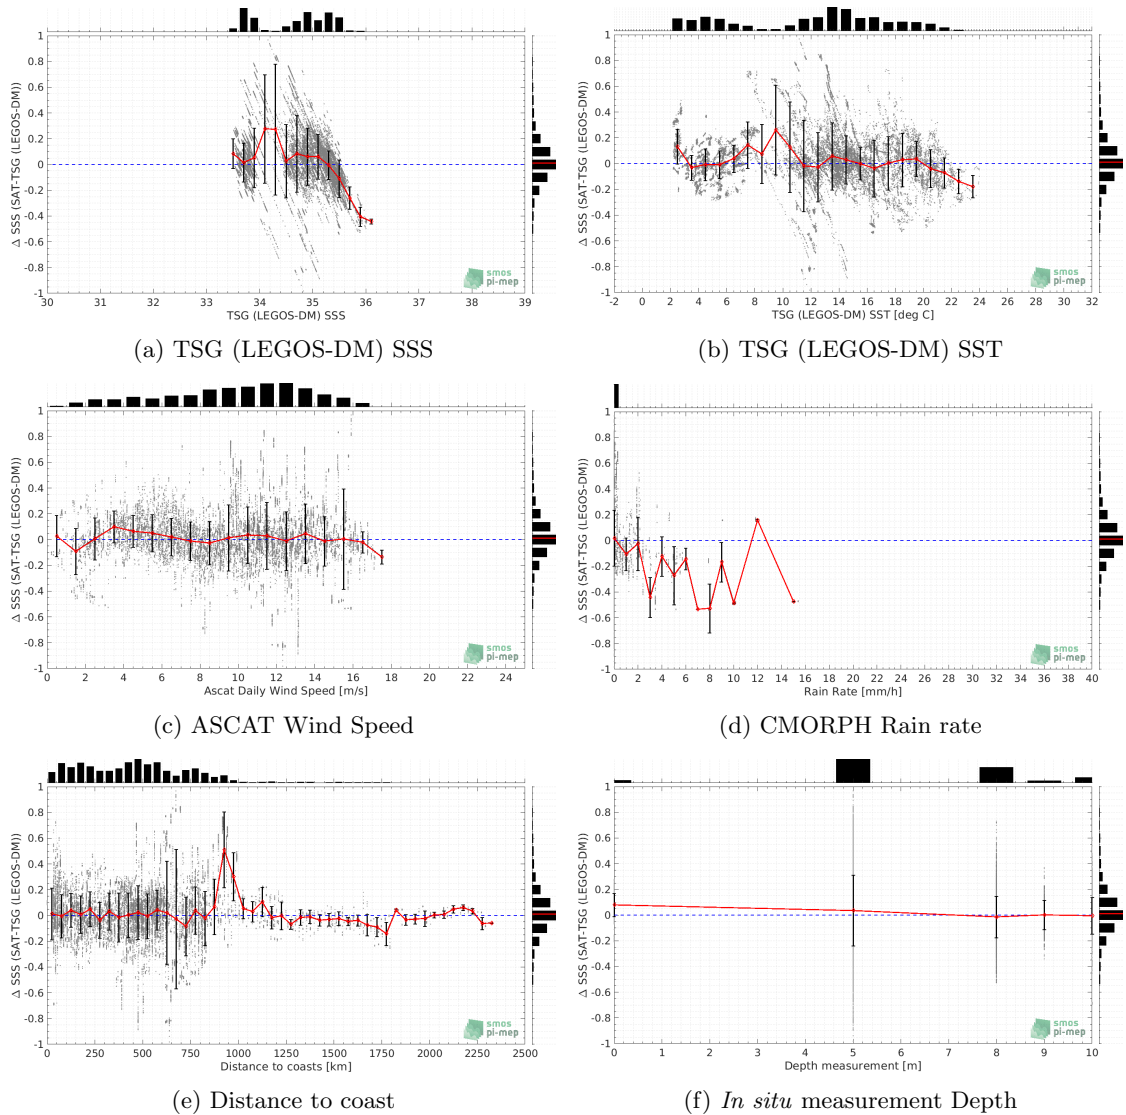 1
0.8
0.6
0.4
0.2
0
-0.2
-0.4
-0.6
-0.8
-1
Δ SSS (SAT-TSG (LEGOS-DM))
30 31 32 33 34 35 36 37 38 39
TSG (LEGOS-DM) SSS
smos
pi-mep
(a) TSG (LEGOS-DM) SSS
1
0.8
0.6
0.4
0.2
0
-0.2
-0.4
-0.6
-0.8
-1
Δ SSS (SAT-TSG (LEGOS-DM))
-2 0 2 4 6 8 10 12 14 16 18 20 22 24 26 28 30 32
TSG (LEGOS-DM) SST [deg C]
smos
pi-mep
(b) TSG (LEGOS-DM) SST
1
0.8
0.6
0.4
0.2
0
-0.2
-0.4
-0.6
-0.8
-1
Δ SSS (SAT-TSG (LEGOS-DM))
0 2 4 6 8 10 12 14 16 18 20 22 24
Ascat Daily Wind Speed [m/s]
smos
pi-mep
(c) ASCAT Wind Speed
1
0.8
0.6
0.4
0.2
0
-0.2
-0.4
-0.6
-0.8
-1
Δ SSS (SAT-TSG (LEGOS-DM))
0 2 4 6 8 10 12 14 16 18 20 22 24 26 28 30 32 34 36 38 40
Rain Rate [mm/h]
smos
pi-mep
(d) CMORPH Rain rate
1
0.8
0.6
0.4
0.2
0
-0.2
-0.4
-0.6
-0.8
-1
Δ SSS (SAT-TSG (LEGOS-DM))
0 250 500 750 1000 1250 1500 1750 2000 2250 2500
Distance to coasts [km]
smos
pi-mep
(e) Distance to coast
1
0.8
0.6
0.4
0.2
0
-0.2
-0.4
-0.6
-0.8
-1
Δ SSS (SAT-TSG (LEGOS-DM))
0 1 2 3 4 5 6 7 8 9 10
Depth measurement [m]
smos
pi-mep
(f) In situ measurement Depth